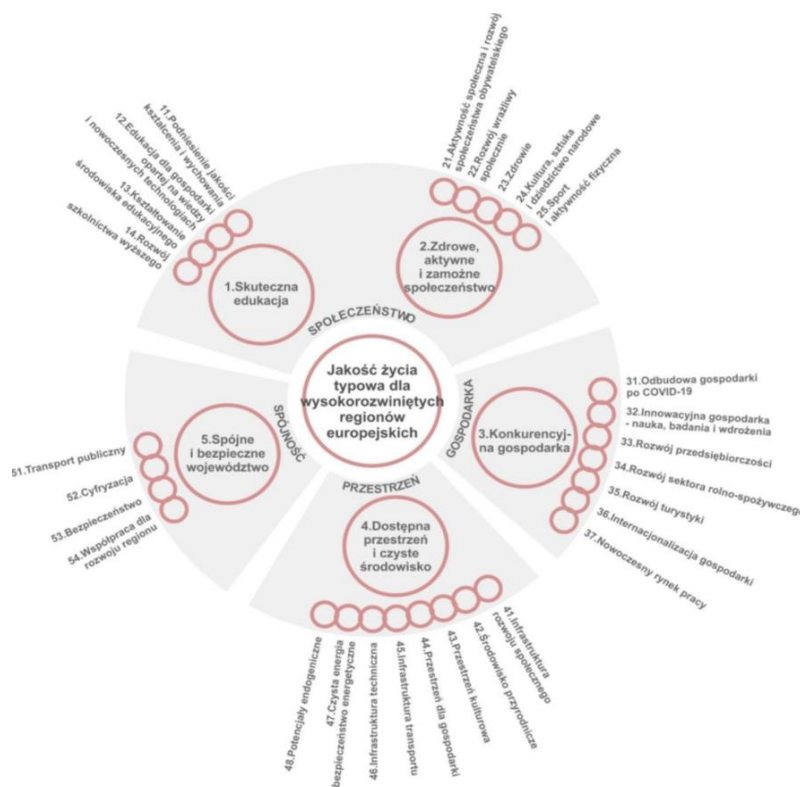 Jakość życia
typowa dla
wysokorozwiniętych
regionów
europejskich
SPOŁECZEŃSTWO
1.Skuteczna
edukacja
11.Podniesienie jakości
kształcenia i wychowania
12.Edukacja dla gospodarki
opartej na wiedzy
i nowoczesnych technologiach
13.Kształtowanie
środowiska edukacyjnego
14.Rozwój
szkolnictwa wyższego
2.Zdrowe,
aktywne
i zamożne
społeczeństwo
21.Aktywność społeczna i rozwój
społeczeństwa obywatelskiego
22.Rozwój wrażliwy
społecznie
23.Zdrowie
24.Kultura, sztuka
i dziedzictwo narodowe
25.Sport
i aktywność fizyczna
GOSPODARKA
3.Konkurencyj-
na gospodarka
31.Odbudowa gospodarki
po COVID-19
32.Innowacyjna gospodarka
- nauka, badania i wdrożenia
33.Rozwój przedsiębiorczości
34.Rozwój sektora rolno-spożywczego
35.Rozwój turystyki
36.Internacjonalizacja gospodarki
37.Nowoczesny rynek pracy
PRZESTRZEŃ
4.Dostępna
przestrzeń
i czyste
środowisko
41.Infrastruktura
rozwoju społecznego
42.Środowisko przyrodnicze
43.Przestrzeń kulturowa
44.Przestrzeń dla gospodarki
45.Infrastruktura transportu
46.Infrastruktura techniczna
47.Czysta energia
bezpieczeństwo energetyczne
48.Potencjały endogeniczne
SPÓJNOŚĆ
5.Spójne
i bezpieczne
województwo
51.Transport publiczny
52.Cyfryzacja
53.Bezpieczeństwo
54.Współpraca dla
rozwoju regionu